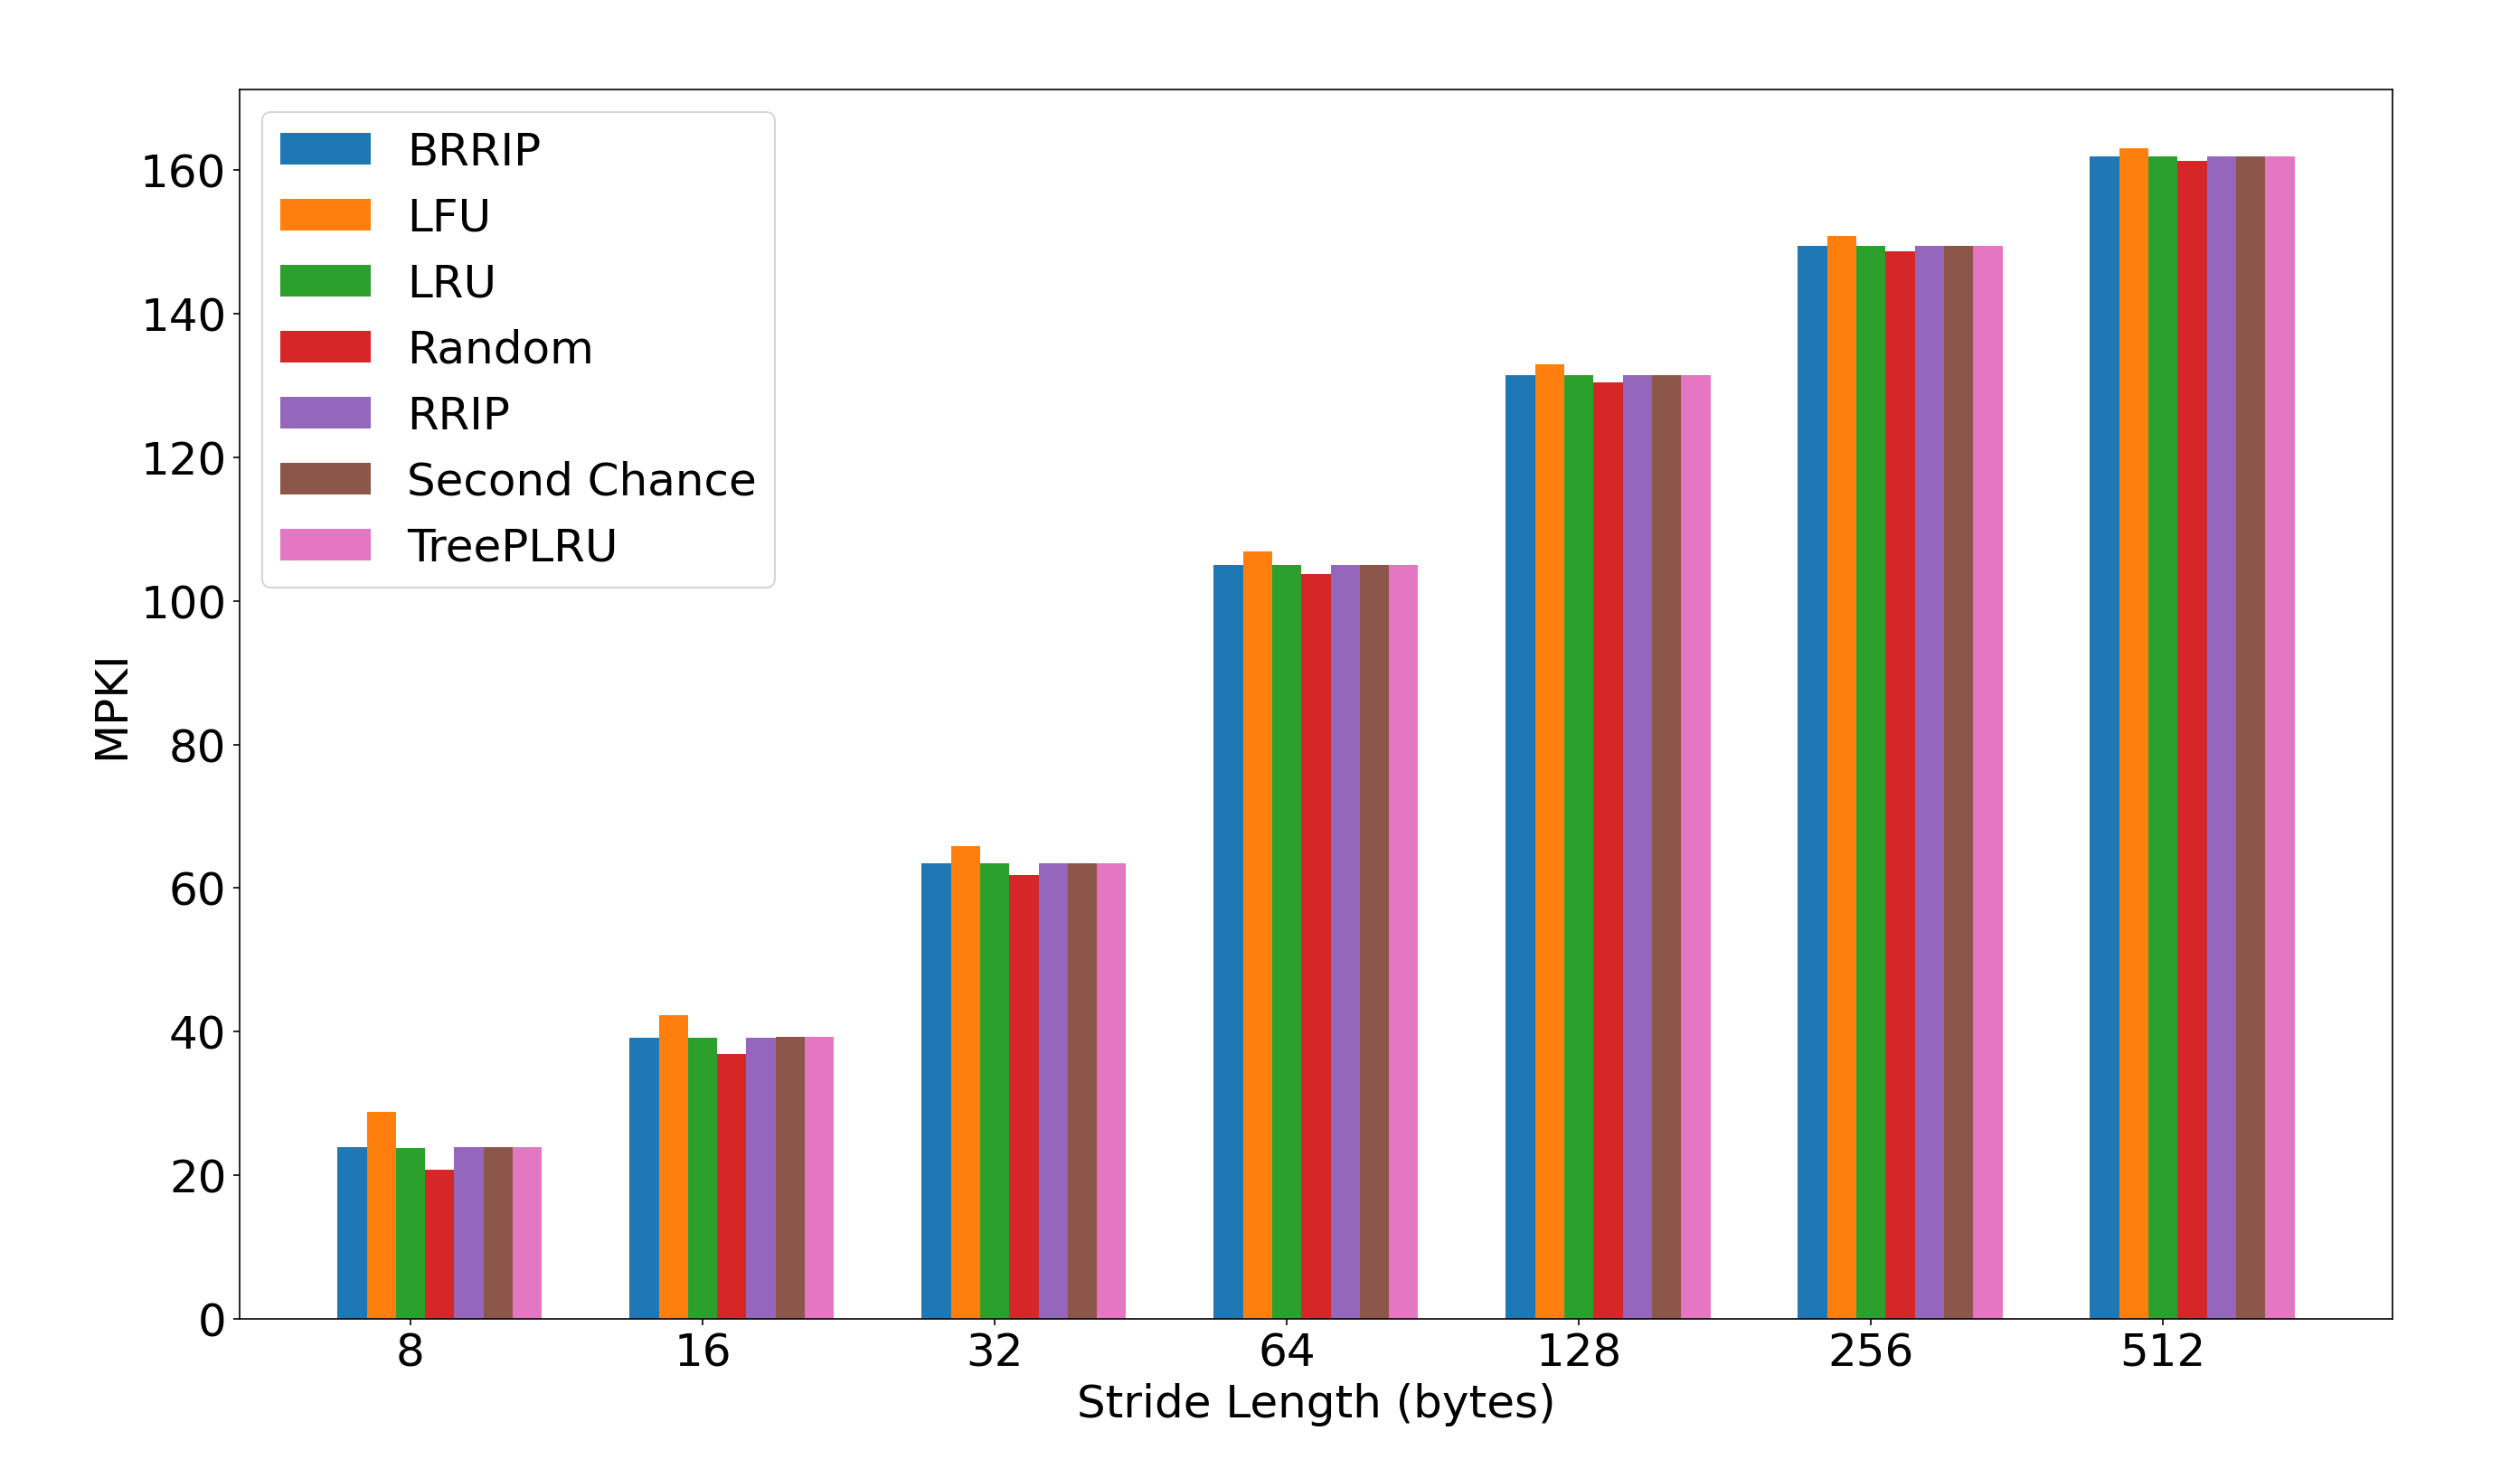 BRRIP
LFU
LRU
Random
RRIP
Second Chance
TreePLRU
160
140
120
100
80
60
40
20
0
MPKI
8 16 32 64 128 256 512
Stride Length (bytes)